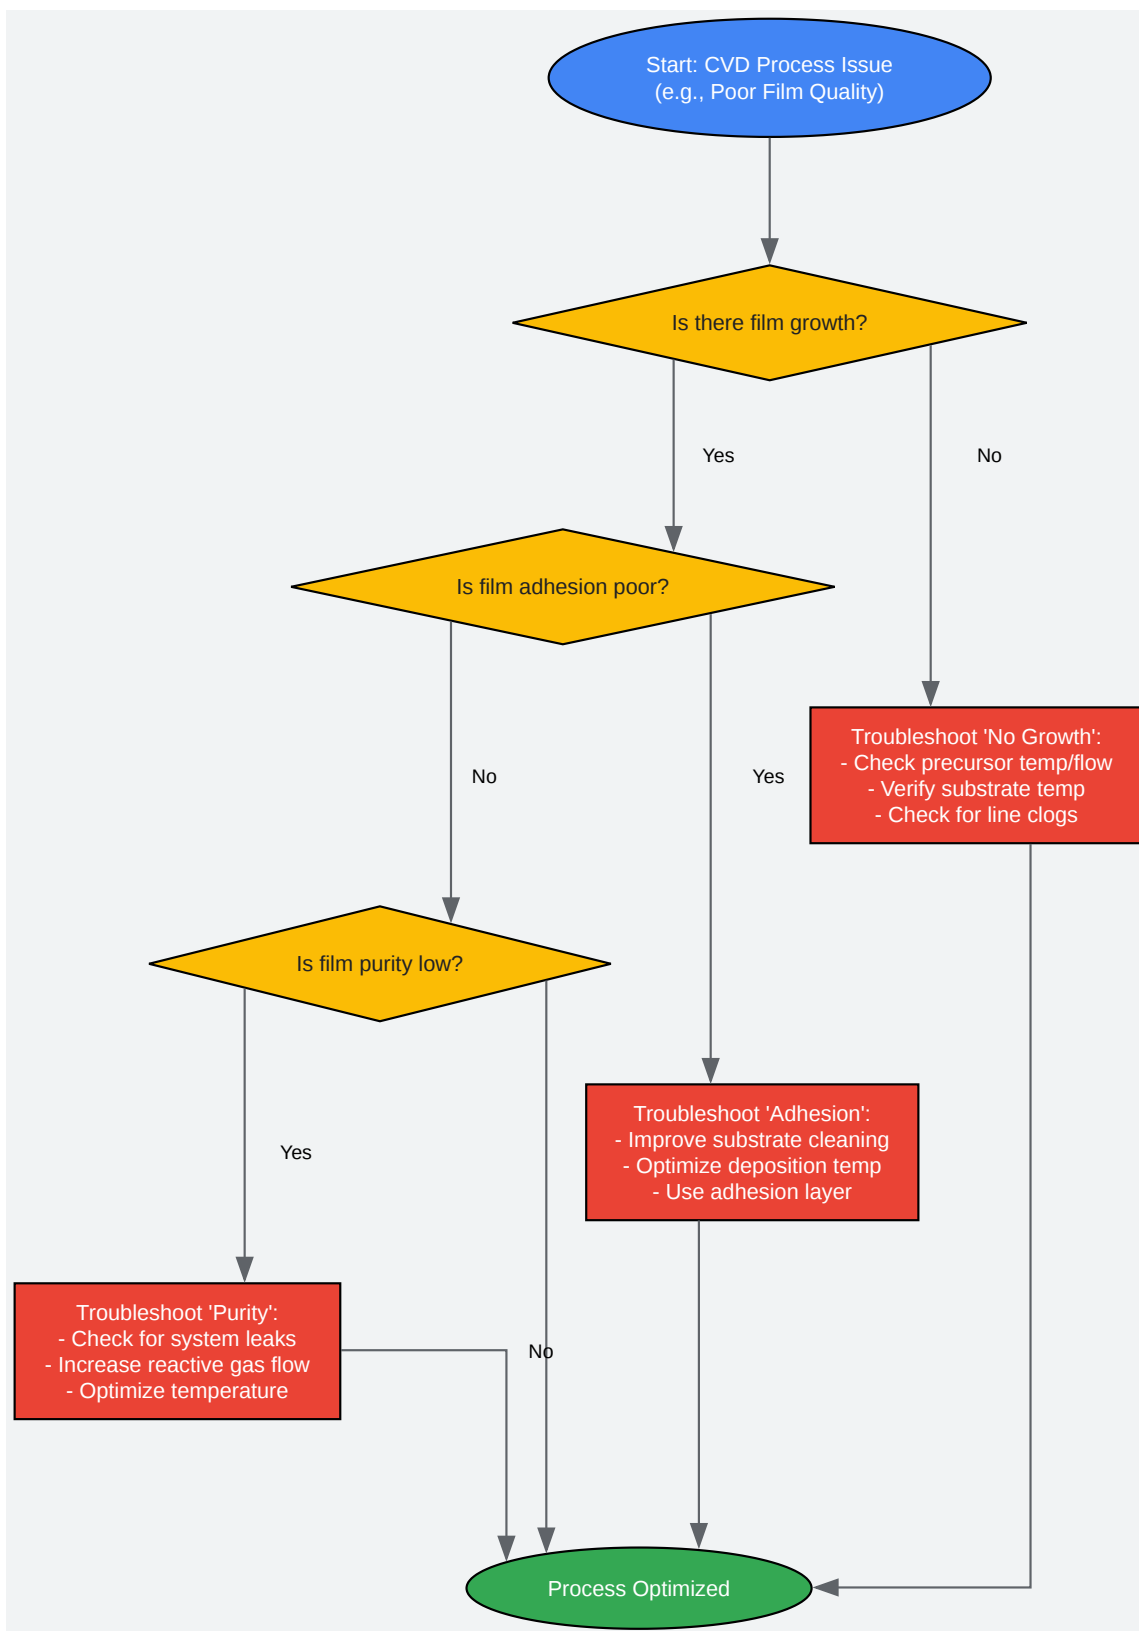 Start: CVD Process Issue
(e.g., Poor Film Quality)
Is there film growth?
Yes
No
Is film adhesion poor?
Troubleshoot 'No Growth':
- Check precursor temp/flow
- Verify substrate temp
- Check for line clogs
No
Yes
Is film purity low?
Troubleshoot 'Adhesion':
- Improve substrate cleaning
- Optimize deposition temp
- Use adhesion layer
Yes
Troubleshoot 'Purity':
- Check for system leaks
- Increase reactive gas flow
- Optimize temperature
No
Process Optimized